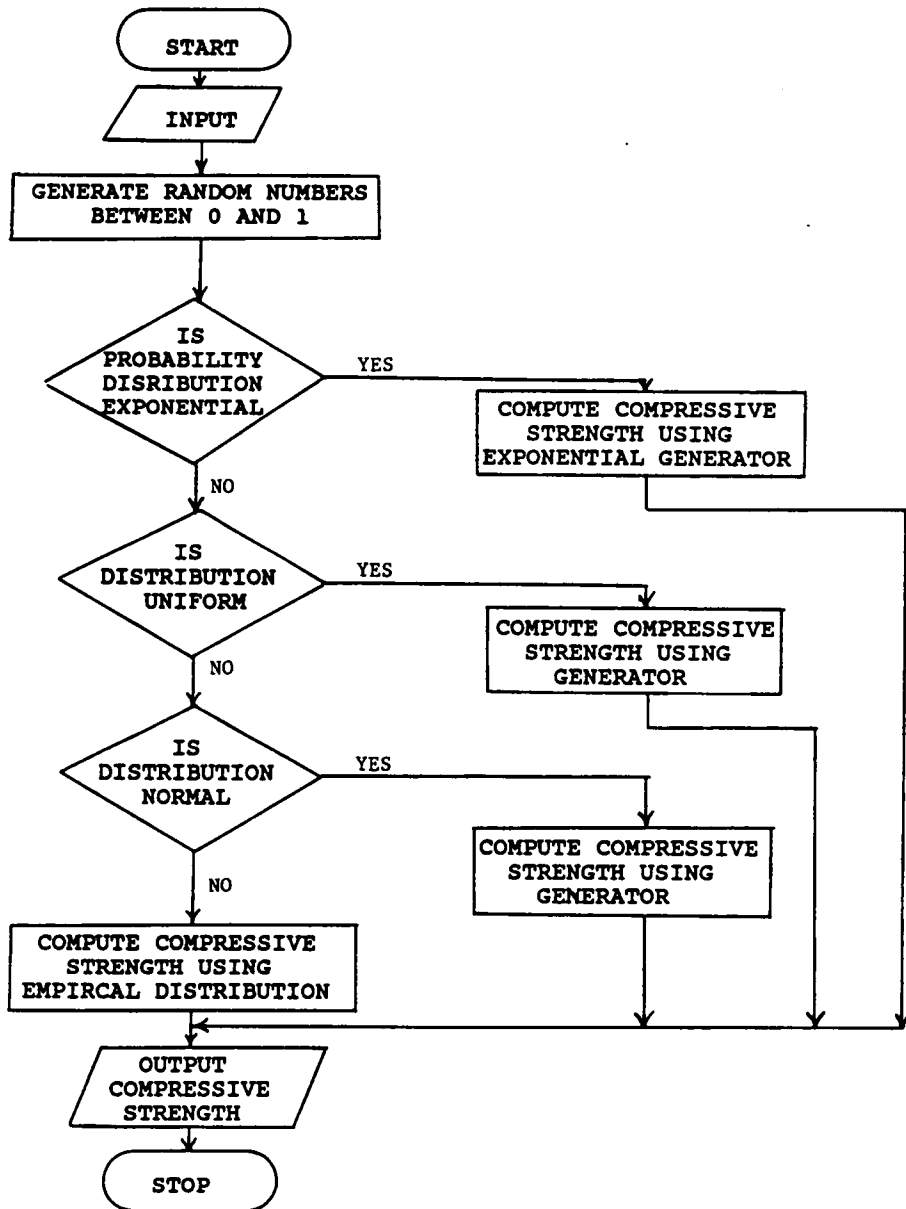 START
INPUT
GENERATE RANDOM NUMBERS
BETWEEN 0 AND 1
IS
PROBABILITY
DISRIBUTION
EXPONENTIAL
YES
COMPUTE COMPRESSIVE
STRENGTH USING
EXPONENTIAL GENERATOR
NO
IS
DISTRIBUTION
UNIFORM
YES
COMPUTE COMPRESSIVE
STRENGTH USING
GENERATOR
NO
IS
DISTRIBUTION
NORMAL
YES
COMPUTE COMPRESSIVE
STRENGTH USING
GENERATOR
NO
COMPUTE COMPRESSIVE
STRENGTH USING
EMPIRCAL DISTRIBUTION
OUTPUT
COMPRESSIVE
STRENGTH
STOP